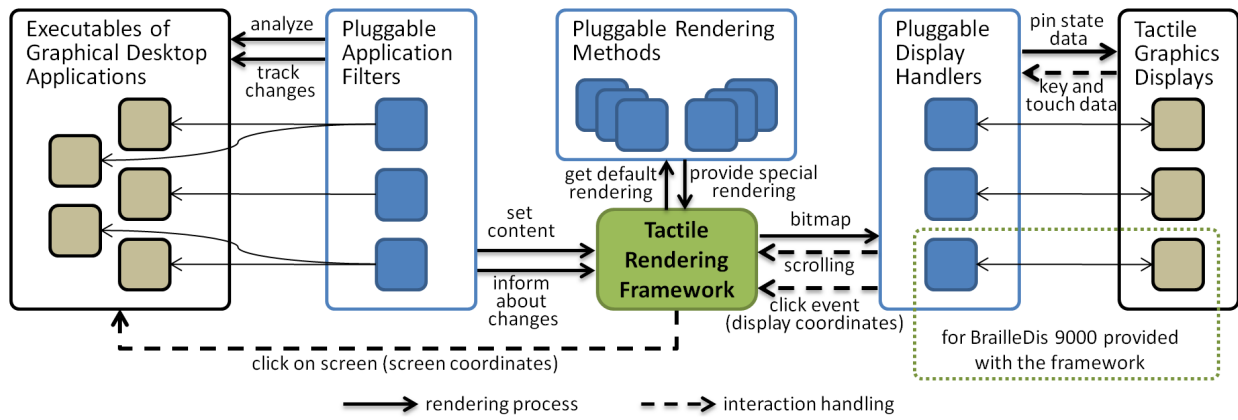 Executables of
Graphical Desktop
Applications
analyze
track
changes
Pluggable
Application
Filters
Pluggable Rendering
Methods
Pluggable
Display
Handlers
pin state
data
key and
touch data
Tactile
Graphics
Displays
get default
rendering
provide special
rendering
set
content
inform
about
changes
Tactile
Rendering
Framework
bitmap
scrolling
click event
(display coordinates)
for BrailleDis 9000 provided
with the framework
click on screen (screen coordinates)
rendering process
interaction handling